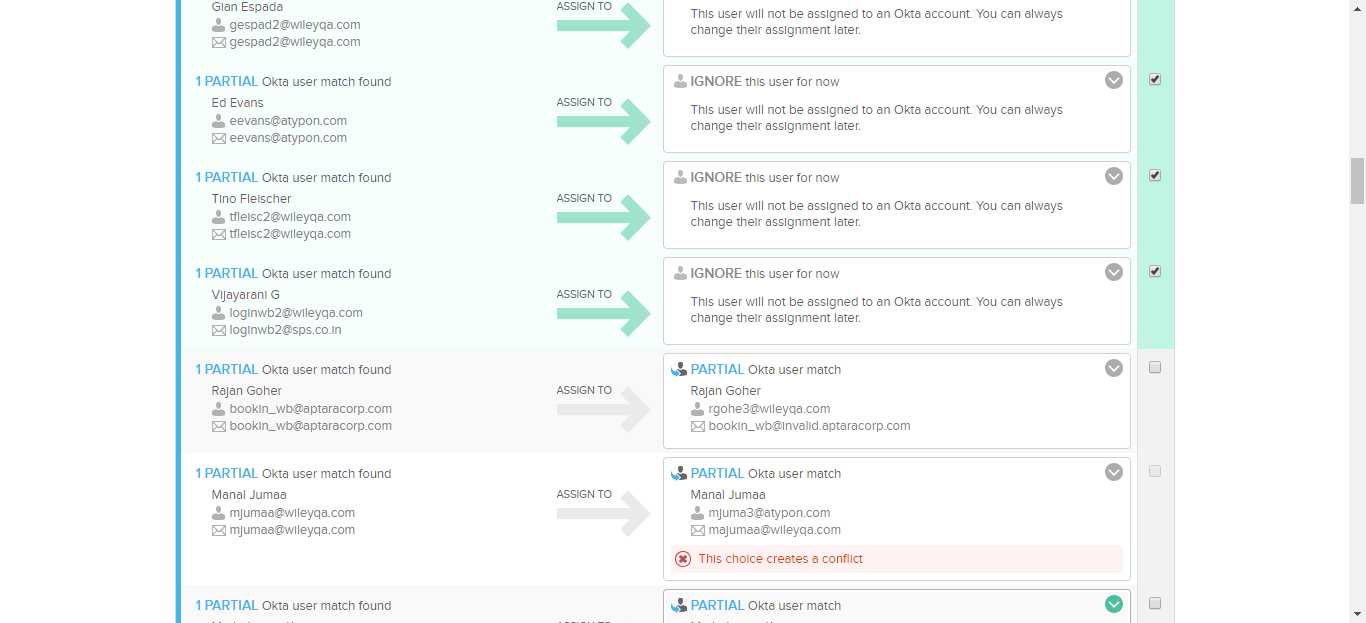 Gian Espada
gespad2@wileyqa.com
gespad2@wileyqa.com
ASSIGN TO
This user will not be assigned to an Okta account. You can always
change their assignment later.
1 PARTIAL Okta user match found
Ed Evans
eevans@atypon.com
eevans@atypon.com
ASSIGN TO
IGNORE this user for now
This user will not be assigned to an Okta account. You can always
change their assignment later.
1 PARTIAL Okta user match found
Tino Fleischer
tfleisc2@wileyqa.com
tfleisc2@wileyqa.com
ASSIGN TO
IGNORE this user for now
This user will not be assigned to an Okta account. You can always
change their assignment later.
1 PARTIAL Okta user match found
Vijayarani G
loginwb2@wileyqa.com
loginwb2@sps.co.in
ASSIGN TO
IGNORE this user for now
This user will not be assigned to an Okta account. You can always
change their assignment later.
1 PARTIAL Okta user match found
Rajan Goher
bookin_wb@aptaracorp.com
bookin_wb@aptaracorp.com
ASSIGN TO
PARTIAL Okta user match
Rajan Goher
rgohe3@wileyqa.com
bookin_wb@invalid.aptaracorp.com
1 PARTIAL Okta user match found
Manal Jumaa
mjumaa@wileyqa.com
mjumaa@wileyqa.com
ASSIGN TO
PARTIAL Okta user match
Manal Jumaa
mjuma3@atypon.com
majumaa@wileyqa.com
This choice creates a conflict
1 PARTIAL Okta user match found
PARTIAL Okta user match